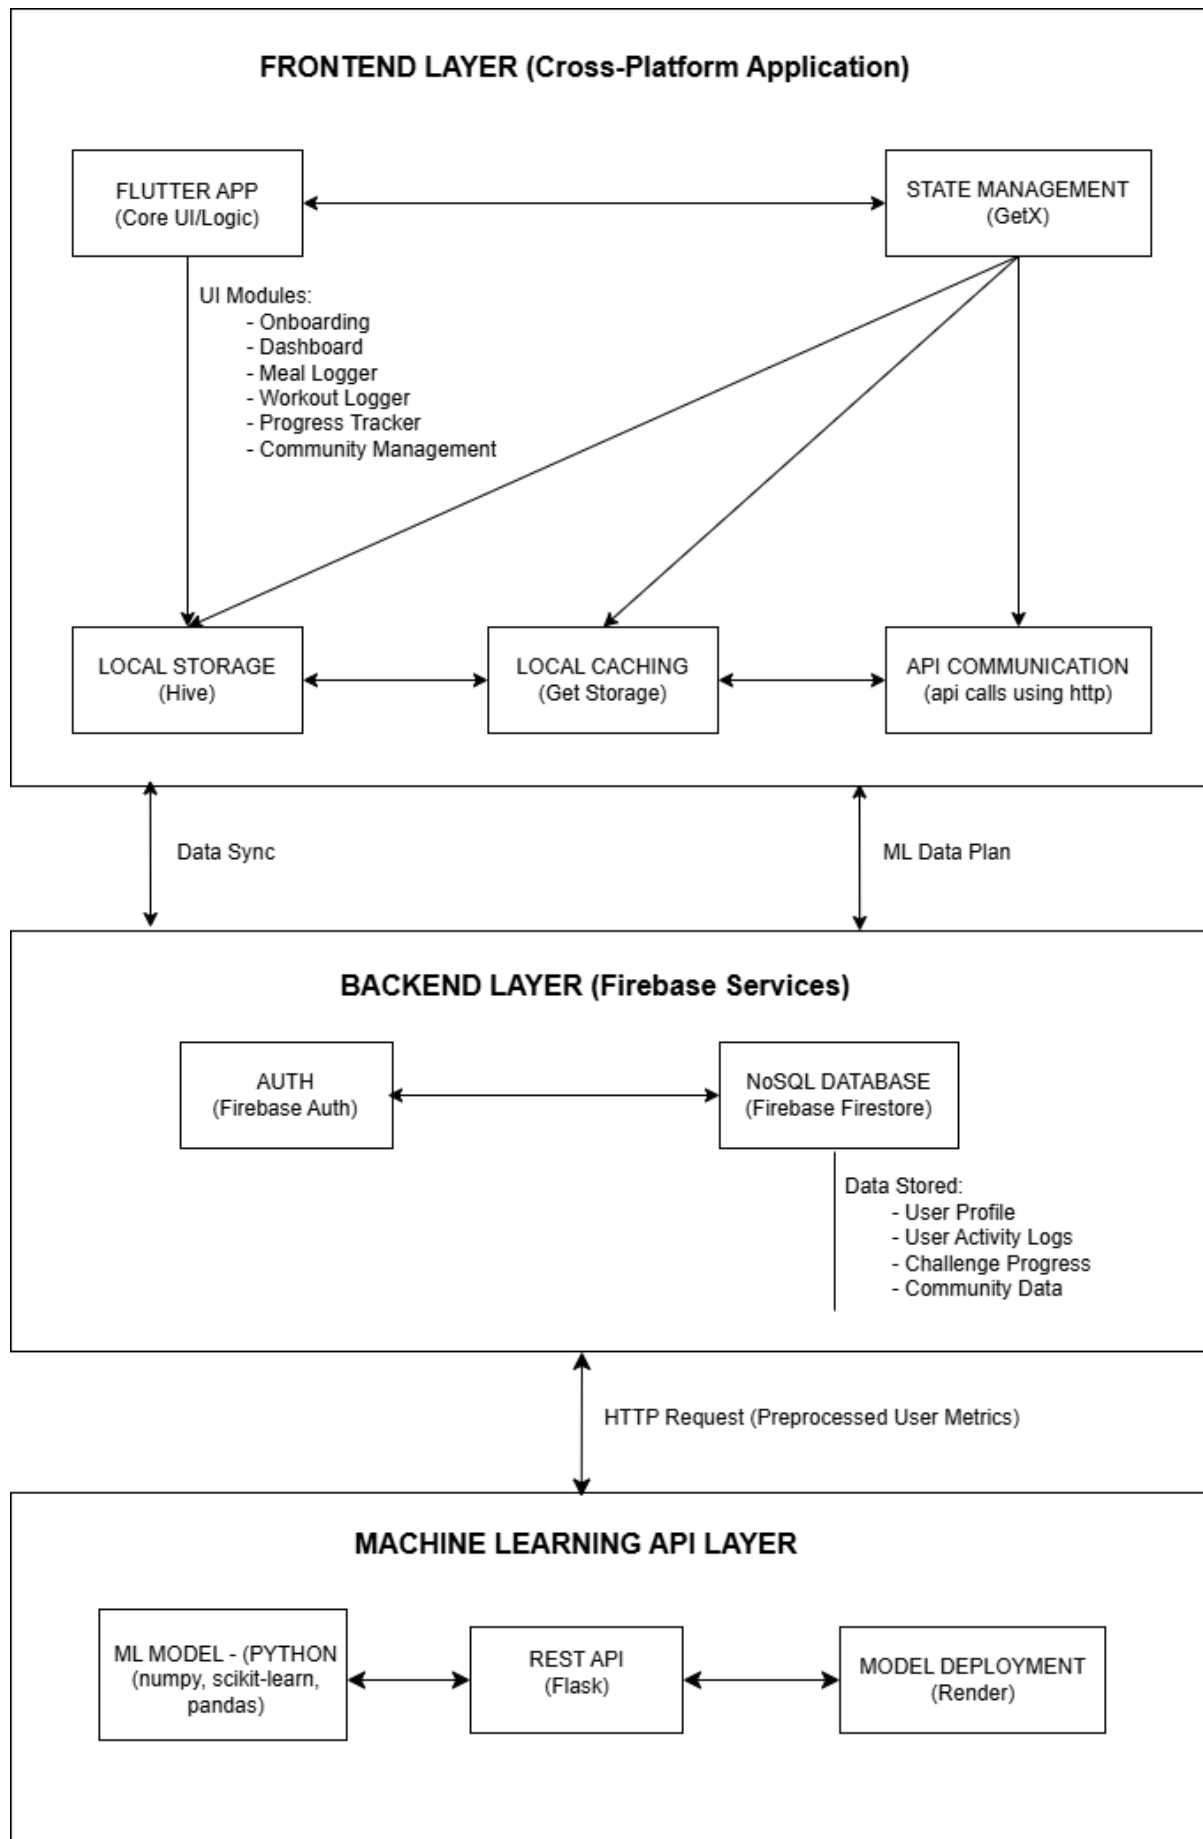 FRONTEND LAYER (Cross-Platform Application)
FLUTTER APP
(Core UI/Logic)
STATE MANAGEMENT
(GetX)
UI Modules:
- Onboarding
- Dashboard
- Meal Logger
- Workout Logger
- Progress Tracker
- Community Management
LOCAL STORAGE
(Hive)
LOCAL CACHING
(Get Storage)
API COMMUNICATION
(api calls using http)
Data Sync
ML Data Plan
BACKEND LAYER (Firebase Services)
AUTH
(Firebase Auth)
NoSQL DATABASE
(Firebase Firestore)
Data Stored:
- User Profile
- User Activity Logs
- Challenge Progress
- Community Data
HTTP Request (Preprocessed User Metrics)
MACHINE LEARNING API LAYER
ML MODEL - (PYTHON
(numpy, scikit-learn,
pandas)
REST API
(Flask)
MODEL DEPLOYMENT
(Render)